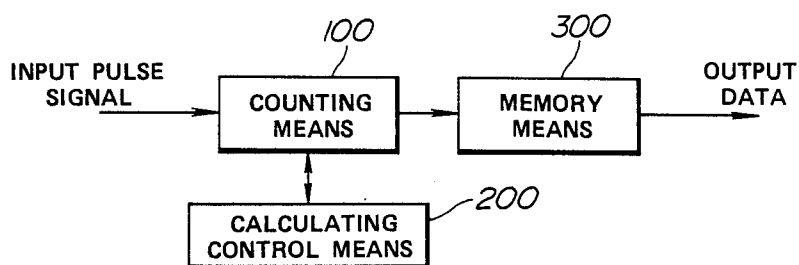 100
300
INPUT PULSE
SIGNAL
COUNTING
MEANS
MEMORY
MEANS
OUTPUT
DATA
200
CALCULATING
CONTROL MEANS